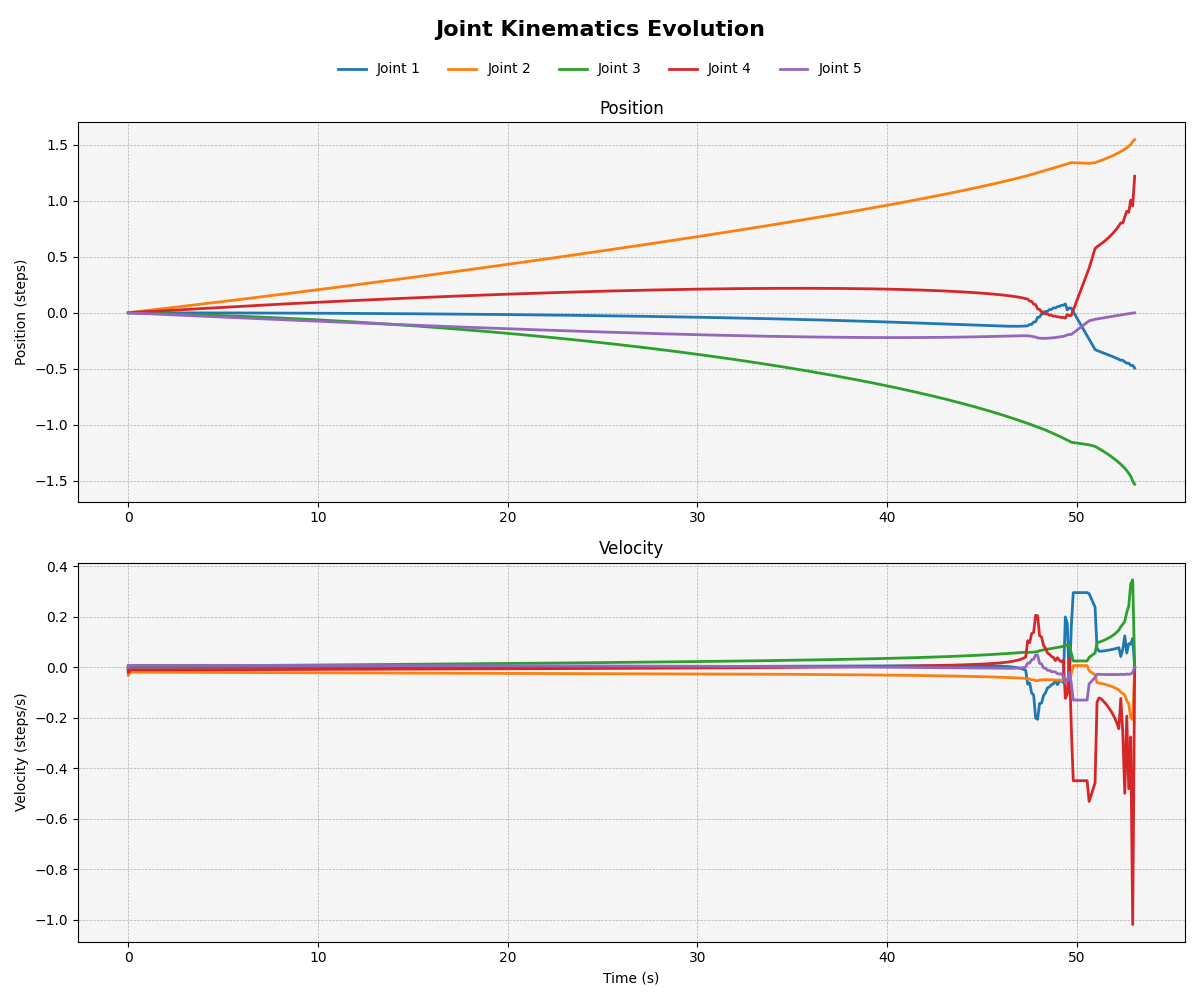 Joint Kinematics Evolution
Joint 1 Joint 2 Joint 3 Joint 4 Joint 5
Position
1.5
1.0
0.5
0.0
−0.5
−1.0
−1.5
Position (steps)
0 10 20 30 40 50
Velocity
0.4
0.2
0.0
−0.2
−0.4
−0.6
−0.8
−1.0
Velocity (steps/s)
0 10 20 30 40 50
Time (s)